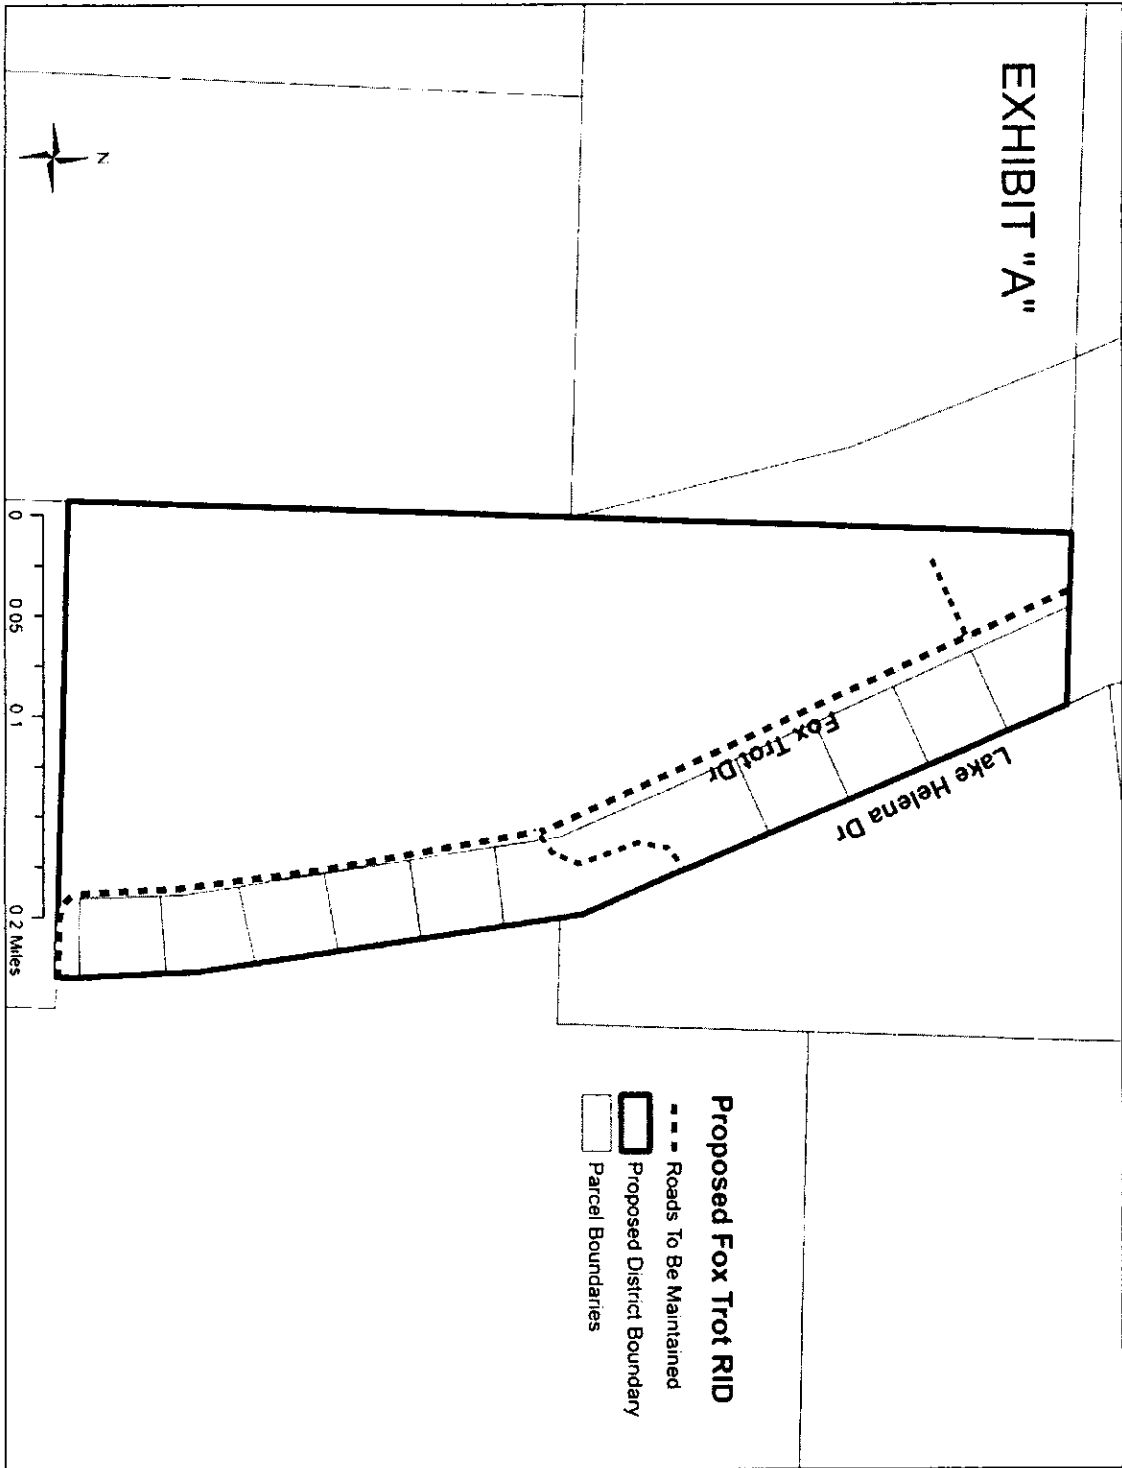 EXHIBIT "A"
Lake Helena Dr
Fox Trot Dr
Proposed Fox Trot RID
Roads To Be Maintained
Proposed District Boundary
Parcel Boundaries
N
0 0.05 0.1 0.2 Miles